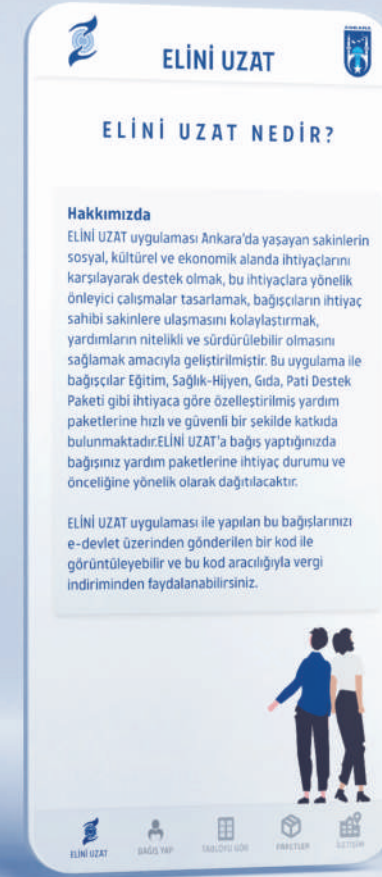 ANKARA
ELİNİ UZAT
ELİNİ UZAT NEDİR?
Hakkımızda
ELİNİ UZAT uygulaması Ankara'da yaşayan sakinlerin
sosyal, kültürel ve ekonomik alanda ihtiyaçlarını
karşılayarak destek olmak, bu ihtiyaçlara yönelik
önleyici çalışmalar tasarlamak, bağışçıların ihtiyaç
sahibi sakinlere ulaşmasını kolaylaştırmak,
yardımların nitelikli ve sürdürülebilir olmasını
sağlamak amacıyla geliştirilmiştir. Bu uygulama ile
bağışçılar Eğitim, Sağlık-Hijyen, Gıda, Pati Destek
Paketi gibi ihtiyaca göre özelleştirilmiş yardım
paketlerine hızlı ve güvenli bir şekilde katkıda
bulunmaktadır.ELİNİ UZAT'a bağış yaptığınızda
bağışınız yardım paketlerine ihtiyaç durumu ve
önceliğine yönelik olarak dağıtılacaktır.
ELİNİ UZAT uygulaması ile yapılan bu bağışlarınızı
e-devlet üzerinden gönderilen bir kod ile
görüntüleyebilir ve bu kod aracılığıyla vergi
indiriminden faydalanabilirsiniz.
ELİNİ UZAT BAĞIŞ YAP TABLOYU GÖR PAKETLER İLETİŞİM